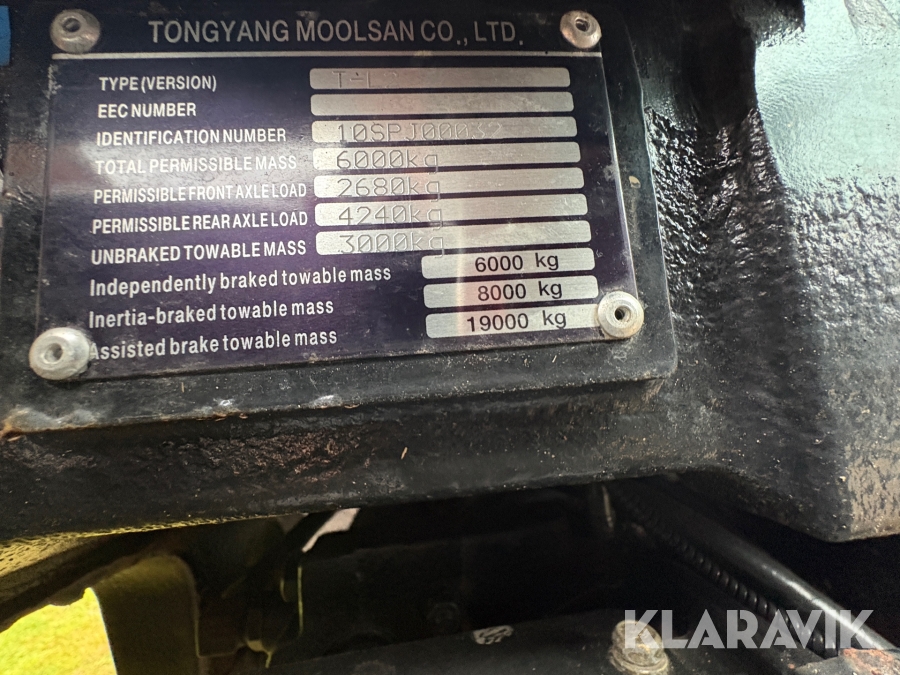 TONGYANG MOOLSAN CO., LTD.
TYPE (VERSION)
EEC NUMBER
IDENTIFICATION NUMBER
TOTAL PERMISSIBLE MASS 6000kg
PERMISSIBLE FRONT AXLE LOAD 2680kg
PERMISSIBLE REAR AXLE LOAD 4240kg
UNBRAKED TOWABLE MASS 3000kg
Independently braked towable mass 6000 kg
Inertia-braked towable mass 8000 kg
Assisted brake towable mass 19000 kg
KLARAVIK